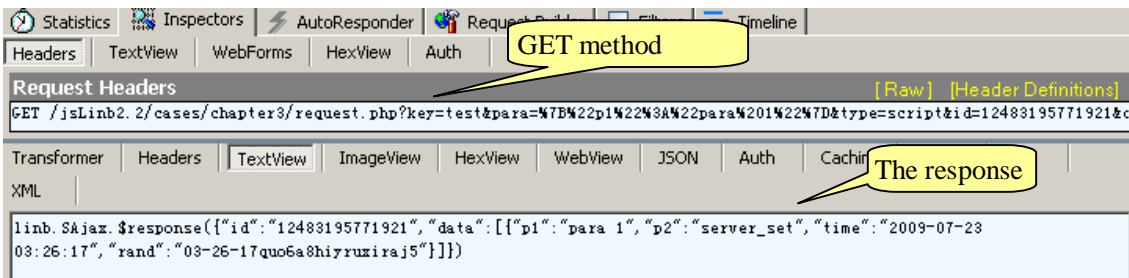 Statistics Inspectors AutoResponder Request Builder Filters Timeline
GET method
Headers TextView WebForms HexView Auth
Request Headers [ Raw ] [Header Definitions]
GET /jsLinb2.2/cases/chapter3/request.php?key=test&para=%7B%22p1%22%3A%22para%201%22%7D&type=script&id=12483195771921&c
Transformer Headers TextView ImageView HexView WebView JSON Auth Cachin
The response
XML
linb.SAjax.$response({"id":"12483195771921","data":[{"p1":"para 1","p2":"server_set","time":"2009-07-23
03:26:17","rand":"03-26-17quo6a8hiyruxiraj5"}]})